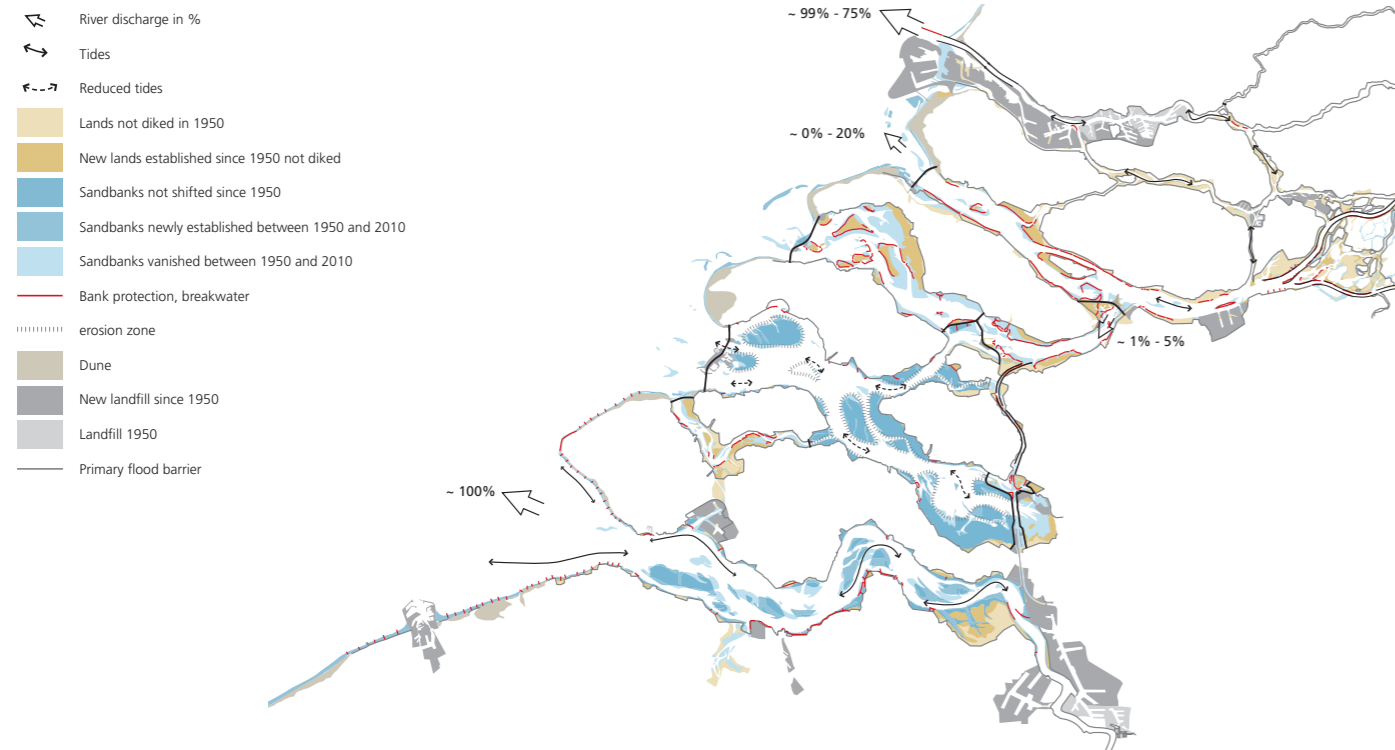 River discharge in %
Tides
Reduced tides
Lands not diked in 1950
New lands established since 1950 not diked
Sandbanks not shifted since 1950
Sandbanks newly established between 1950 and 2010
Sandbanks vanished between 1950 and 2010
Bank protection, breakwater
erosion zone
Dune
New landfill since 1950
Landfill 1950
Primary flood barrier
~ 99% - 75%
~ 0% - 20%
~ 1% - 5%
~ 100%